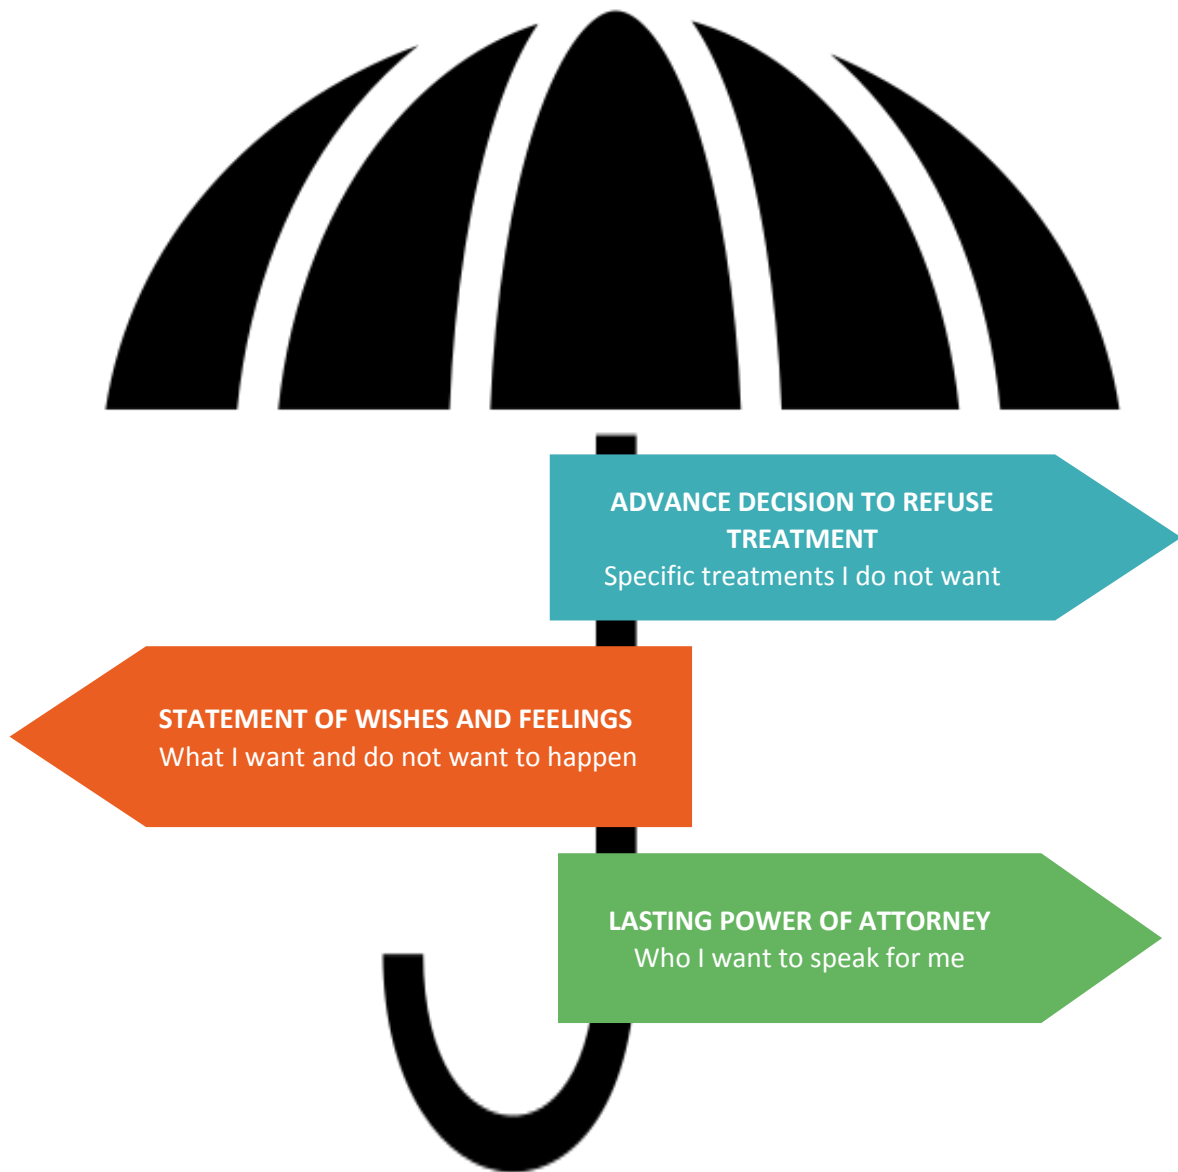 ADVANCE DECISION TO REFUSE
TREATMENT
Specific treatments I do not want
STATEMENT OF WISHES AND FEELINGS
What I want and do not want to happen
LASTING POWER OF ATTORNEY
Who I want to speak for me